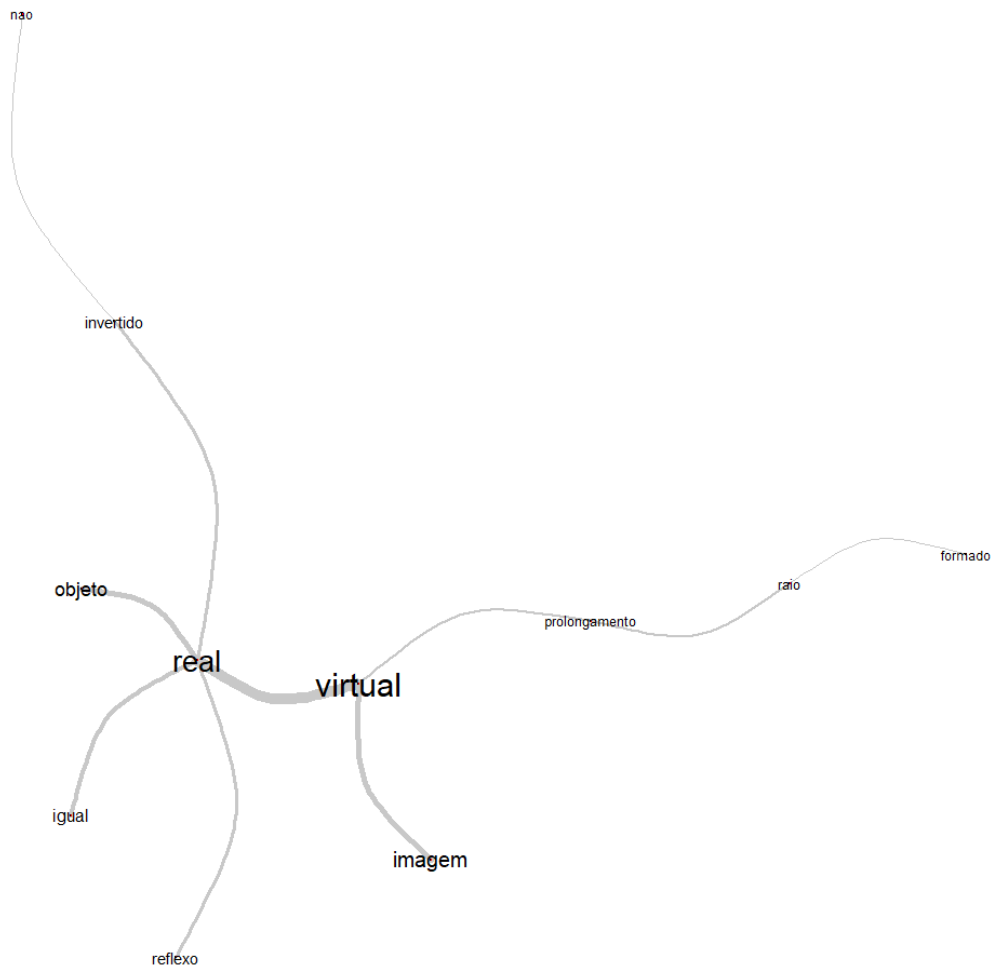 nao
invertido
formado
raio
objeto
prolongamento
real
virtual
igual
imagem
reflexo